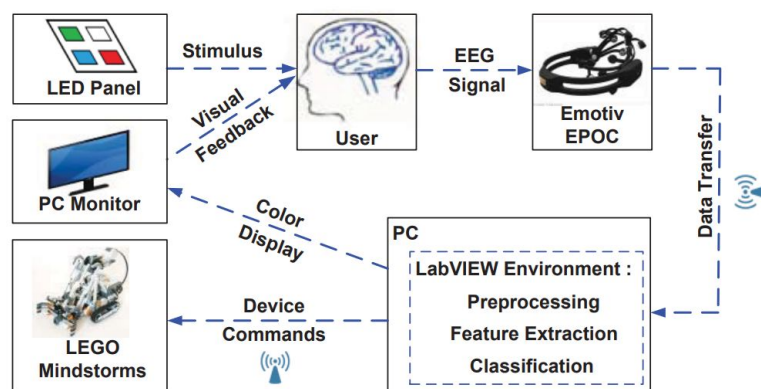 LED Panel
Stimulus
User
EEG
Signal
Emotiv
EPOC
Visual
Feedback
PC Monitor
Data Transfer
Color
Display
PC
LabVIEW Environment :
Preprocessing
Feature Extraction
Classification
Device
Commands
LEGO
Mindstorms